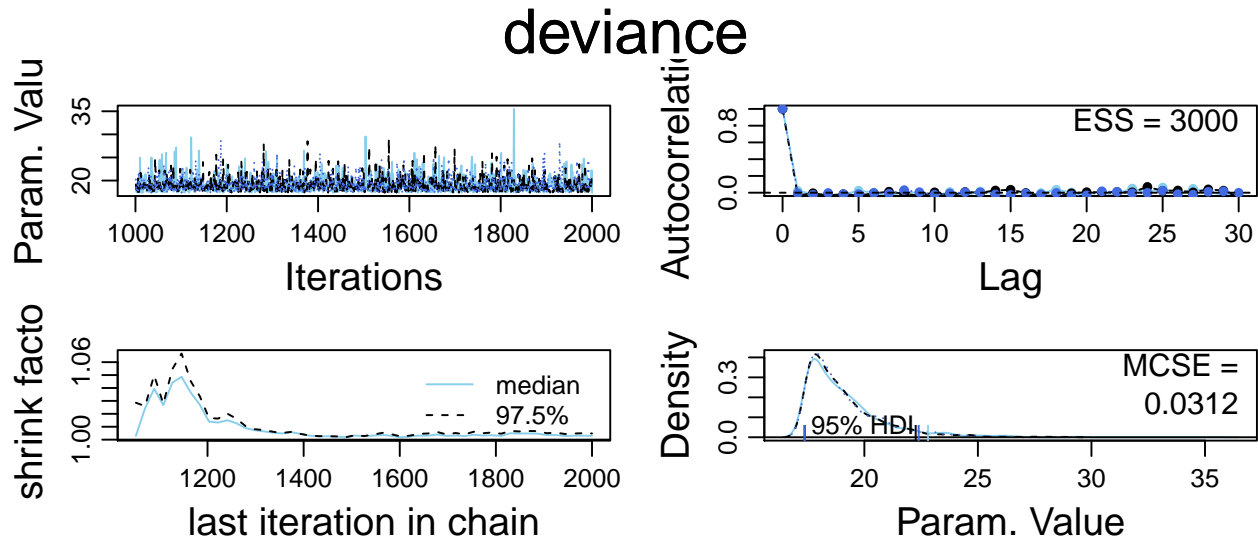 deviance
Param. Valu
35
20
1000 1200 1400 1600 1800 2000
Iterations
Autocorrelatio
0.8
0.0
ESS = 3000
0 5 10 15 20 25 30
Lag
shrink facto
1.06
1.00
median
97.5%
1200 1400 1600 1800 2000
last iteration in chain
Density
0.3
0.0
MCSE =
0.0312
95% HDI
20 25 30 35
Param. Value